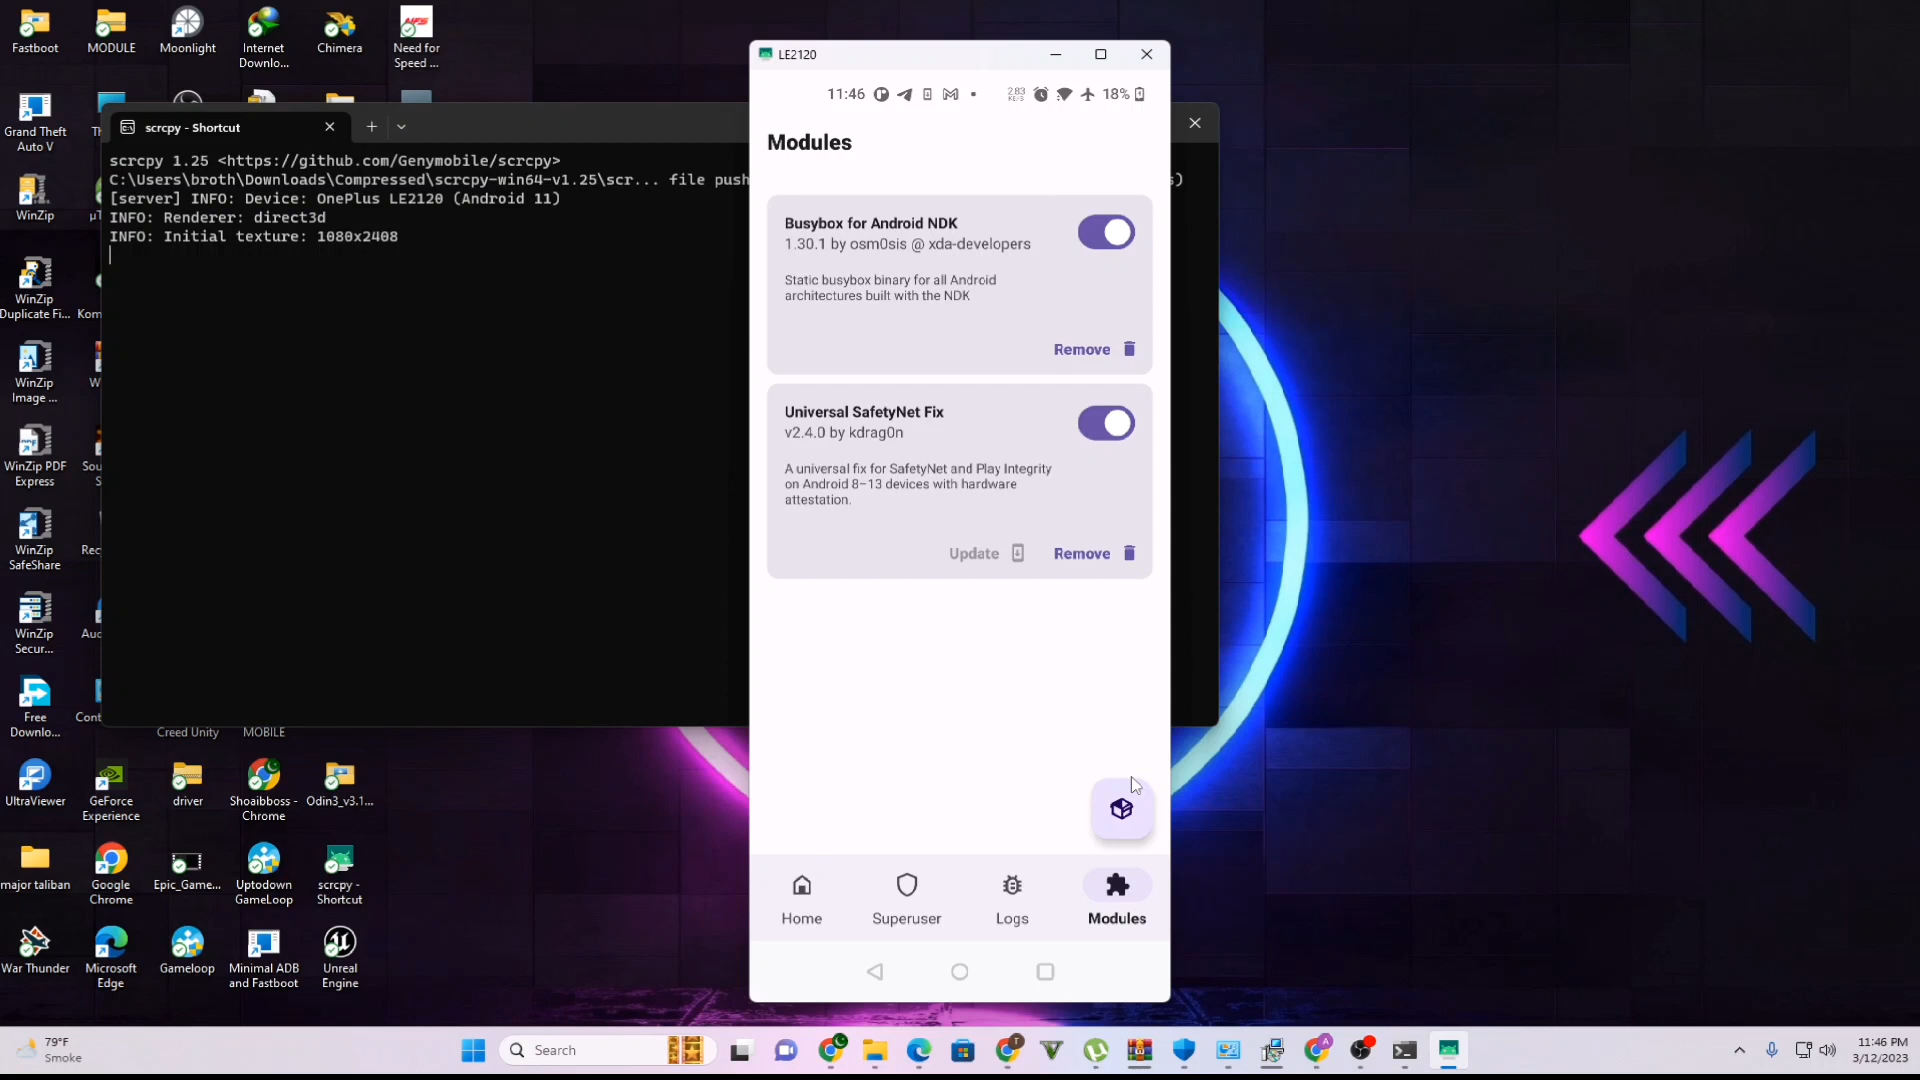 Fastboot
MODULE
Moonlight
Internet
Downlo...
Chimera
Need for
Speed ...
Grand Theft
Auto V
WinZip
WinZip
Duplicate Fi...
WinZip
Image ...
WinZip PDF
Express
WinZip
SafeShare
WinZip
Secur...
Free
Downlo...
Creed Unity
MOBILE
UltraViewer
GeForce
Experience
driver
Shoaibboss -
Chrome
Odin3_v3.1...
major taliban
Google
Chrome
Epic_Game...
Uptodown
GameLoop
scrcpy -
Shortcut
War Thunder
Microsoft
Edge
Gameloop
Minimal ADB
and Fastboot
Unreal
Engine
scrcpy - Shortcut
scrcpy 1.25 <https://github.com/Genymobile/scrcpy>
C:\Users\broth\Downloads\Compressed\scrcpy-win64-v1.25\scr... file push
[server] INFO: Device: OnePlus LE2120 (Android 11)
INFO: Renderer: direct3d
INFO: Initial texture: 1080x2408
LE2120
11:46
2.83
KB/S
18%
Modules
Busybox for Android NDK
1.30.1 by osm0sis @ xda-developers
Static busybox binary for all Android
architectures built with the NDK
Remove
Universal SafetyNet Fix
v2.4.0 by kdrag0n
A universal fix for SafetyNet and Play Integrity
on Android 8–13 devices with hardware
attestation.
Update
Remove
Home
Superuser
Logs
Modules
79°F
Smoke
Search
11:46 PM
3/12/2023